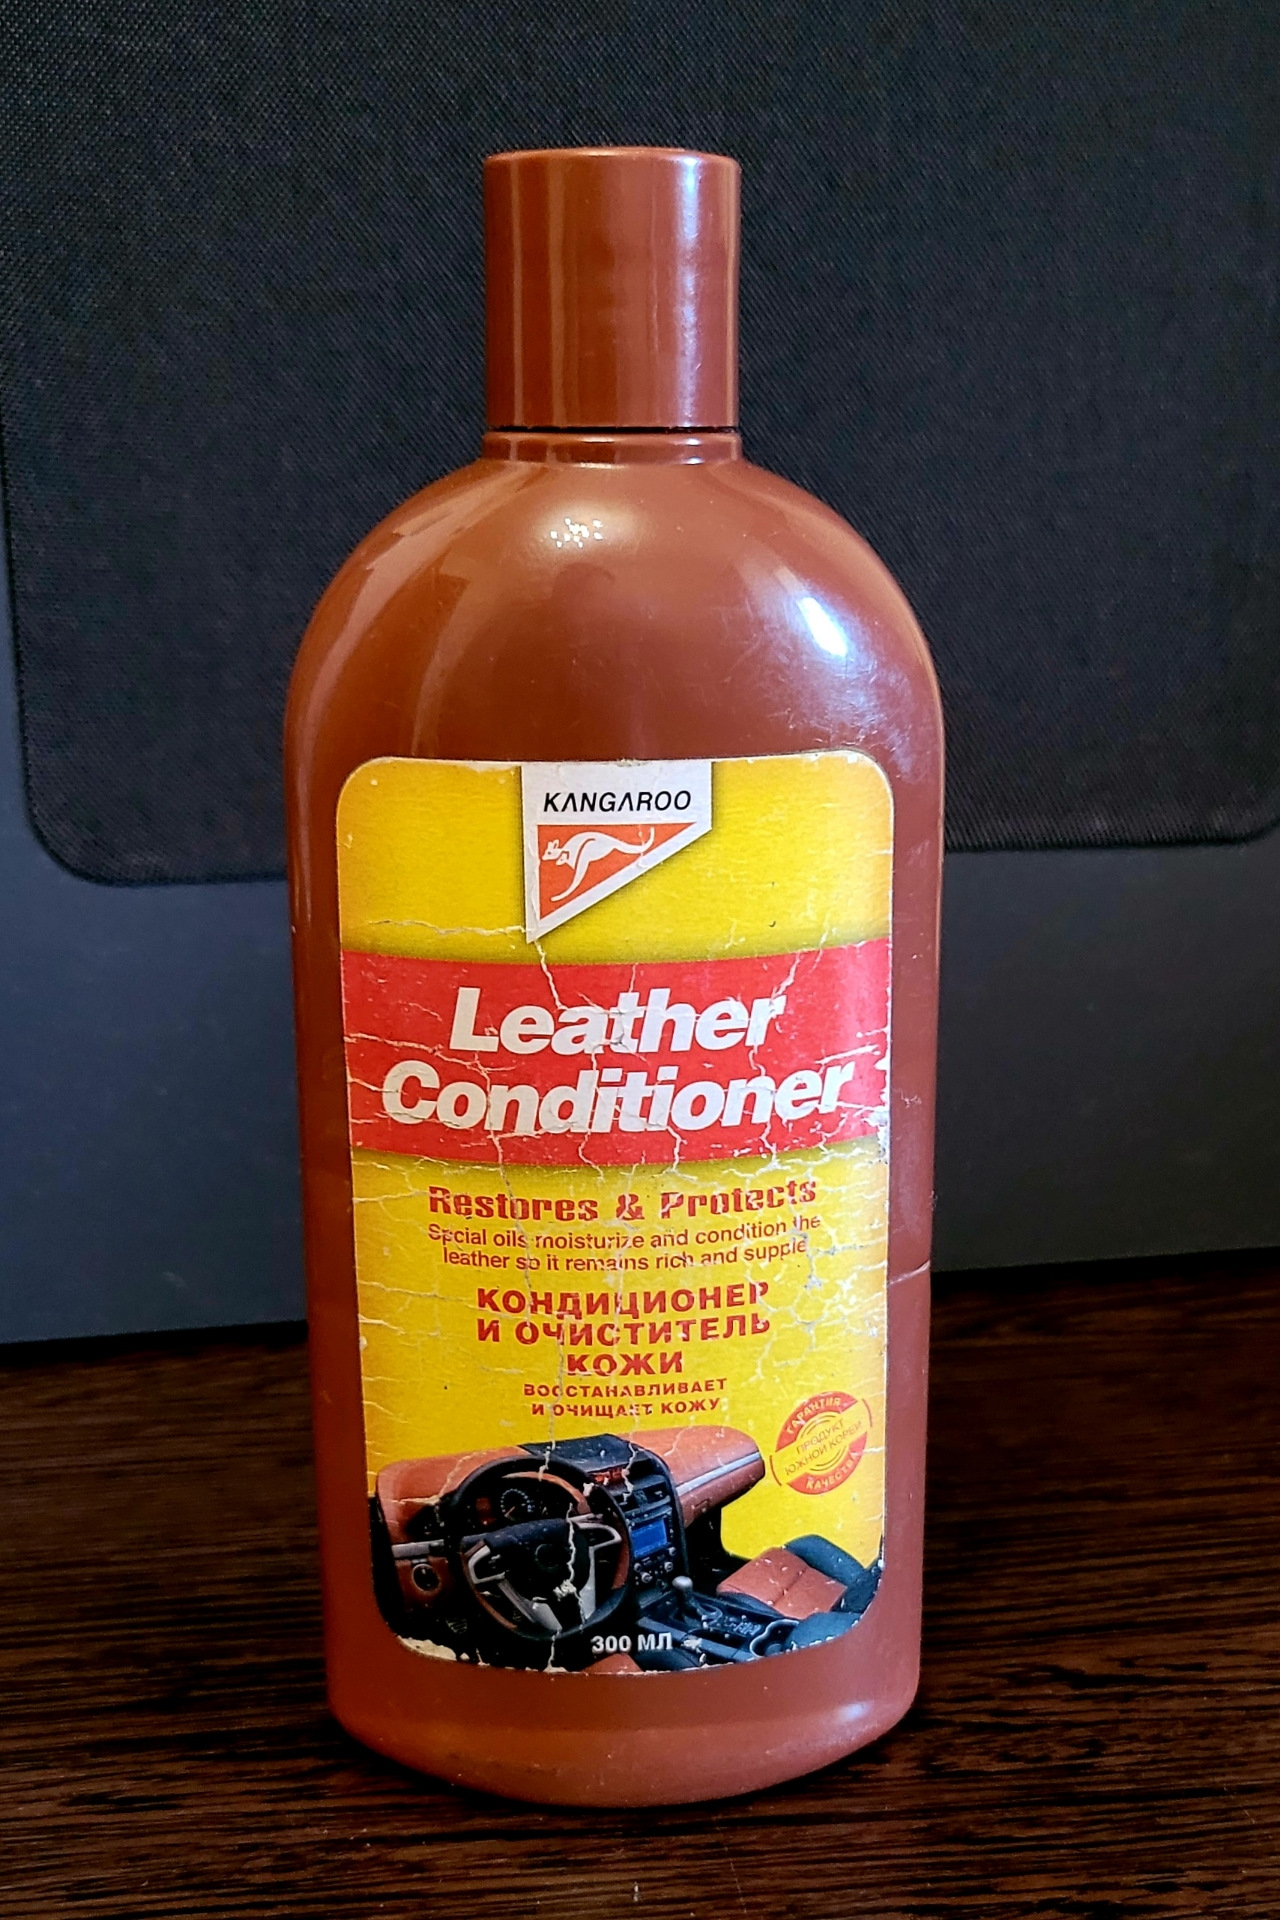 KANGAROO
Leather
Conditioner
Restores & Protects
Spcial oils moisturize and condition the
leather so it remains rich and supple
КОНДИЦИОНЕР
И ОЧИСТИТЕЛЬ
КОЖИ
ВОССТАНАВЛИВАЕТ
И ОЧИЩАЕТ КОЖУ
ГАРАНТИЯ
ПРОДУКТ
ЮЖНОЙ КОРЕИ
КАЧЕСТВА
300 МЛ